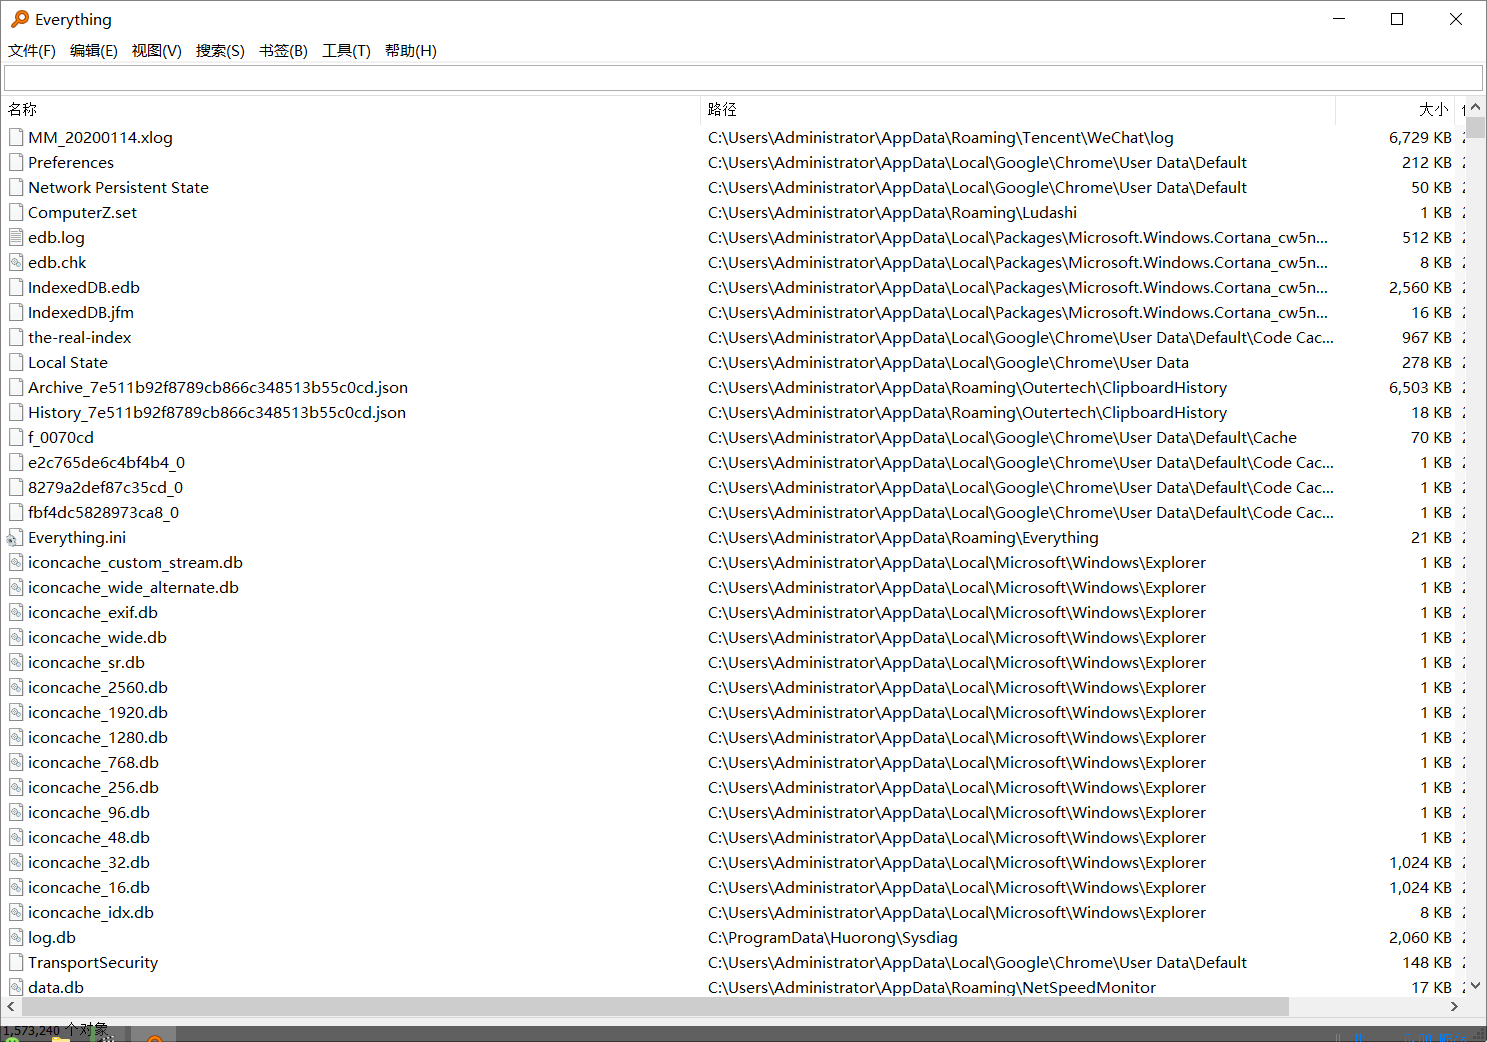 Everything
文件(F) 编辑(E) 视图(V) 搜索(S) 书签(B) 工具(T) 帮助(H)
名称 路径 大小
MM_20200114.xlog C:\Users\Administrator\AppData\Roaming\Tencent\WeChat\log 6,729 KB
Preferences C:\Users\Administrator\AppData\Local\Google\Chrome\User Data\Default 212 KB
Network Persistent State C:\Users\Administrator\AppData\Local\Google\Chrome\User Data\Default 50 KB
ComputerZ.set C:\Users\Administrator\AppData\Roaming\Ludashi 1 KB
edb.log C:\Users\Administrator\AppData\Local\Packages\Microsoft.Windows.Cortana_cw5n... 512 KB
edb.chk C:\Users\Administrator\AppData\Local\Packages\Microsoft.Windows.Cortana_cw5n... 8 KB
IndexedDB.edb C:\Users\Administrator\AppData\Local\Packages\Microsoft.Windows.Cortana_cw5n... 2,560 KB
IndexedDB.jfm C:\Users\Administrator\AppData\Local\Packages\Microsoft.Windows.Cortana_cw5n... 16 KB
the-real-index C:\Users\Administrator\AppData\Local\Google\Chrome\User Data\Default\Code Cac... 967 KB
Local State C:\Users\Administrator\AppData\Local\Google\Chrome\User Data 278 KB
Archive_7e511b92f8789cb866c348513b55c0cd.json C:\Users\Administrator\AppData\Roaming\Outertech\ClipboardHistory 6,503 KB
History_7e511b92f8789cb866c348513b55c0cd.json C:\Users\Administrator\AppData\Roaming\Outertech\ClipboardHistory 18 KB
f_0070cd C:\Users\Administrator\AppData\Local\Google\Chrome\User Data\Default\Cache 70 KB
e2c765de6c4bf4b4_0 C:\Users\Administrator\AppData\Local\Google\Chrome\User Data\Default\Code Cac... 1 KB
8279a2def87c35cd_0 C:\Users\Administrator\AppData\Local\Google\Chrome\User Data\Default\Code Cac... 1 KB
fbf4dc5828973ca8_0 C:\Users\Administrator\AppData\Local\Google\Chrome\User Data\Default\Code Cac... 1 KB
Everything.ini C:\Users\Administrator\AppData\Roaming\Everything 21 KB
iconcache_custom_stream.db C:\Users\Administrator\AppData\Local\Microsoft\Windows\Explorer 1 KB
iconcache_wide_alternate.db C:\Users\Administrator\AppData\Local\Microsoft\Windows\Explorer 1 KB
iconcache_exif.db C:\Users\Administrator\AppData\Local\Microsoft\Windows\Explorer 1 KB
iconcache_wide.db C:\Users\Administrator\AppData\Local\Microsoft\Windows\Explorer 1 KB
iconcache_sr.db C:\Users\Administrator\AppData\Local\Microsoft\Windows\Explorer 1 KB
iconcache_2560.db C:\Users\Administrator\AppData\Local\Microsoft\Windows\Explorer 1 KB
iconcache_1920.db C:\Users\Administrator\AppData\Local\Microsoft\Windows\Explorer 1 KB
iconcache_1280.db C:\Users\Administrator\AppData\Local\Microsoft\Windows\Explorer 1 KB
iconcache_768.db C:\Users\Administrator\AppData\Local\Microsoft\Windows\Explorer 1 KB
iconcache_256.db C:\Users\Administrator\AppData\Local\Microsoft\Windows\Explorer 1 KB
iconcache_96.db C:\Users\Administrator\AppData\Local\Microsoft\Windows\Explorer 1 KB
iconcache_48.db C:\Users\Administrator\AppData\Local\Microsoft\Windows\Explorer 1 KB
iconcache_32.db C:\Users\Administrator\AppData\Local\Microsoft\Windows\Explorer 1,024 KB
iconcache_16.db C:\Users\Administrator\AppData\Local\Microsoft\Windows\Explorer 1,024 KB
iconcache_idx.db C:\Users\Administrator\AppData\Local\Microsoft\Windows\Explorer 8 KB
log.db C:\ProgramData\Huorong\Sysdiag 2,060 KB
TransportSecurity C:\Users\Administrator\AppData\Local\Google\Chrome\User Data\Default 148 KB
data.db C:\Users\Administrator\AppData\Roaming\NetSpeedMonitor 17 KB
1,573,240 个对象